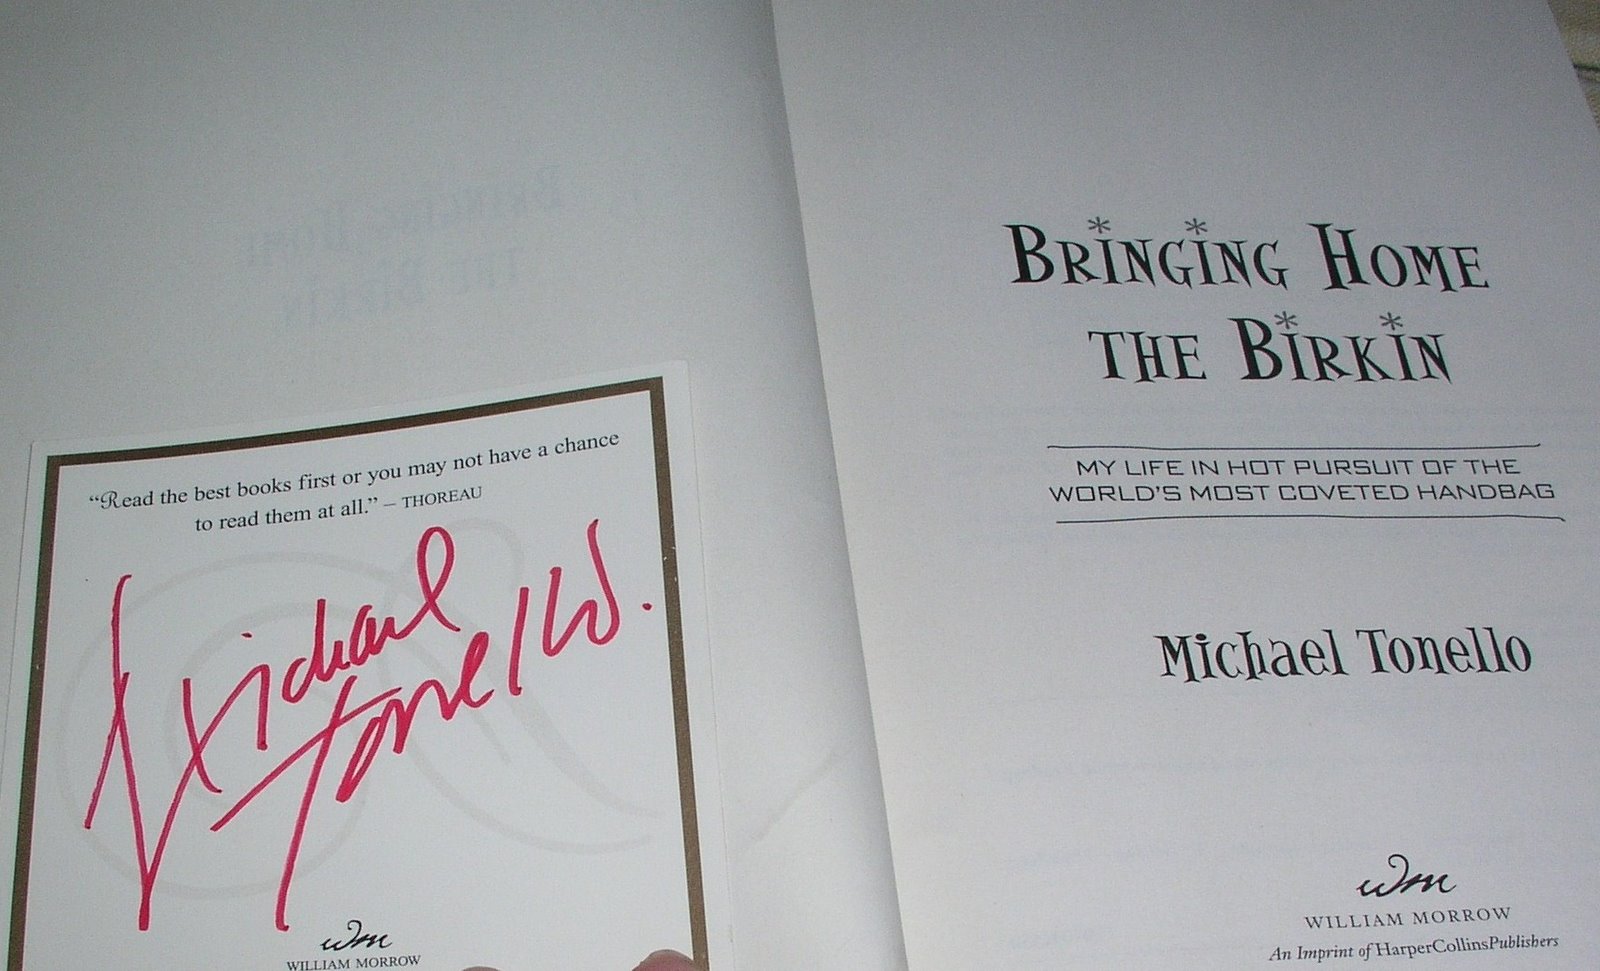 “Read the best books first or you may not have a chance
to read them at all.” – THOREAU
Michael
Tonello.
wm
WILLIAM MORROW
BRINGING HOME
THE BIRKIN
MY LIFE IN HOT PURSUIT OF THE
WORLD'S MOST COVETED HANDBAG
Michael Tonello
wm
WILLIAM MORROW
An Imprint of HarperCollinsPublishers